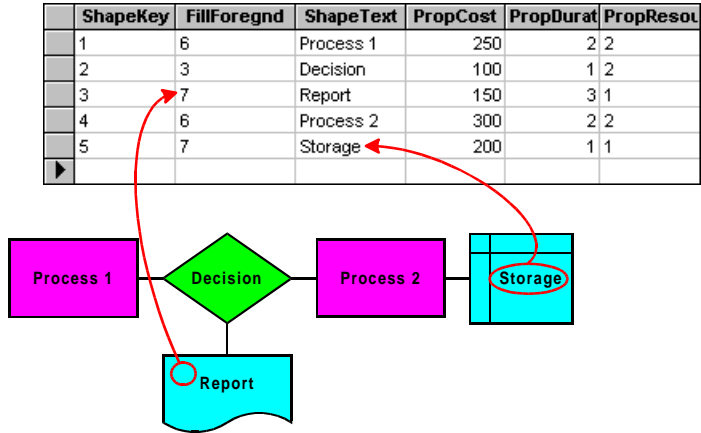 ShapeKey FillForegnd ShapeText PropCost PropDurat PropResou
1 6 Process 1 250 2 2
2 3 Decision 100 1 2
3 7 Report 150 3 1
4 6 Process 2 300 2 2
5 7 Storage 200 1 1
Process 1 Decision Process 2 Storage
Report